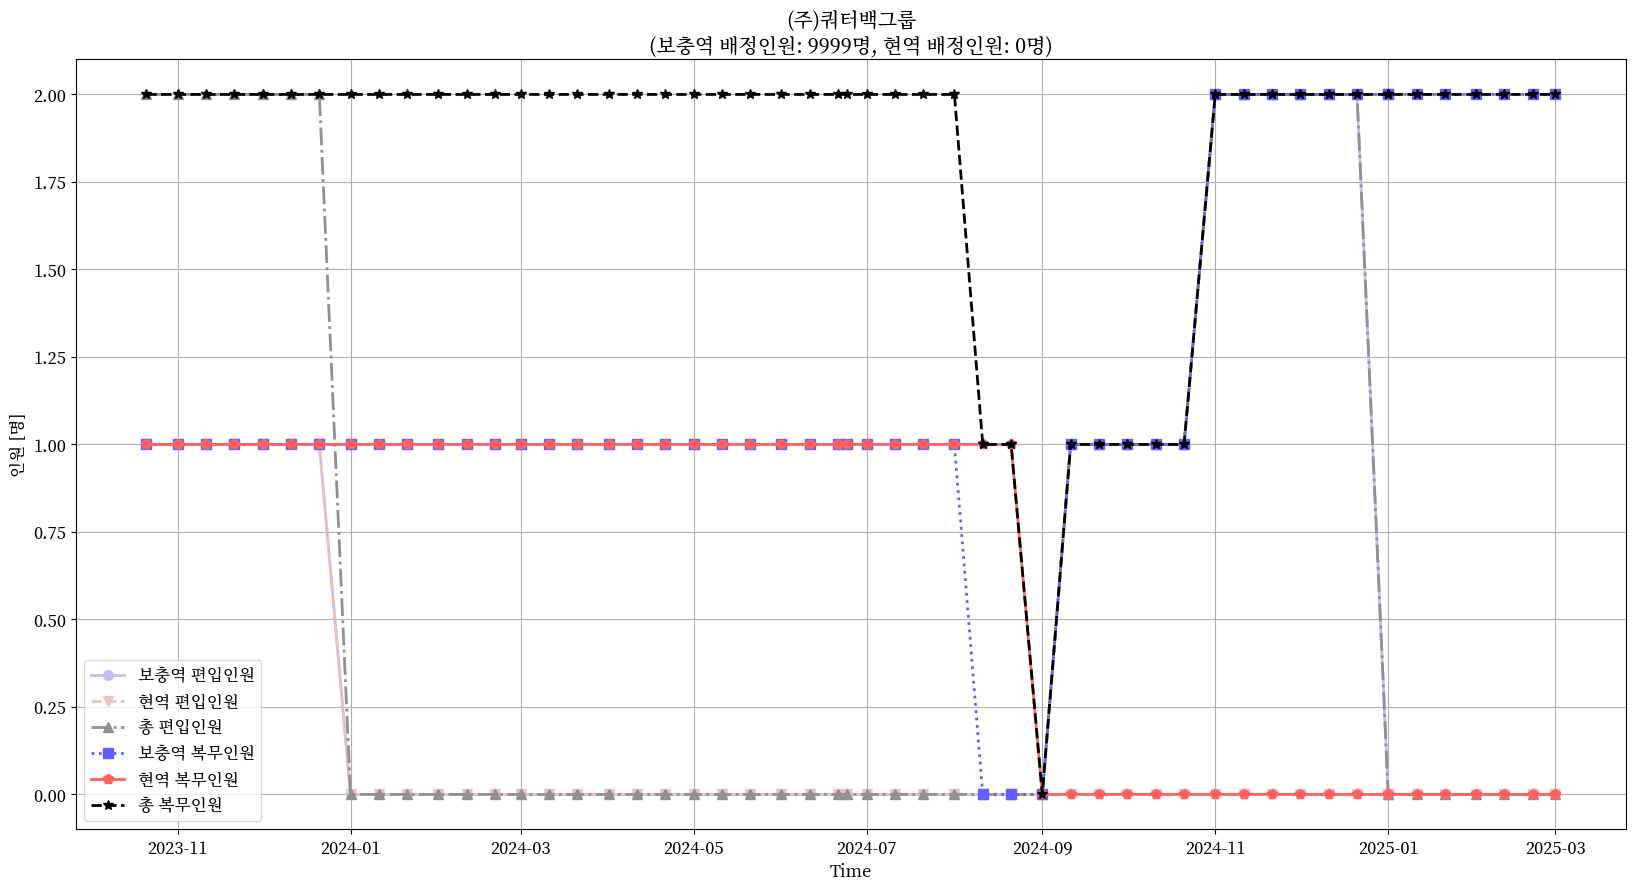 (주)쿼터백그룹
(보충역 배정인원: 9999명, 현역 배정인원: 0명)
인원 [명]
2.00
1.75
1.50
1.25
1.00
0.75
0.50
0.25
0.00
보충역 편입인원
현역 편입인원
총 편입인원
보충역 복무인원
현역 복무인원
총 복무인원
2023-11 2024-01 2024-03 2024-05 2024-07 2024-09 2024-11 2025-01 2025-03
Time